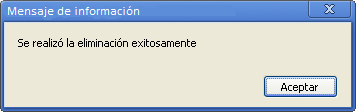 Mensaje de información
Se realizó la eliminación exitosamente
Aceptar